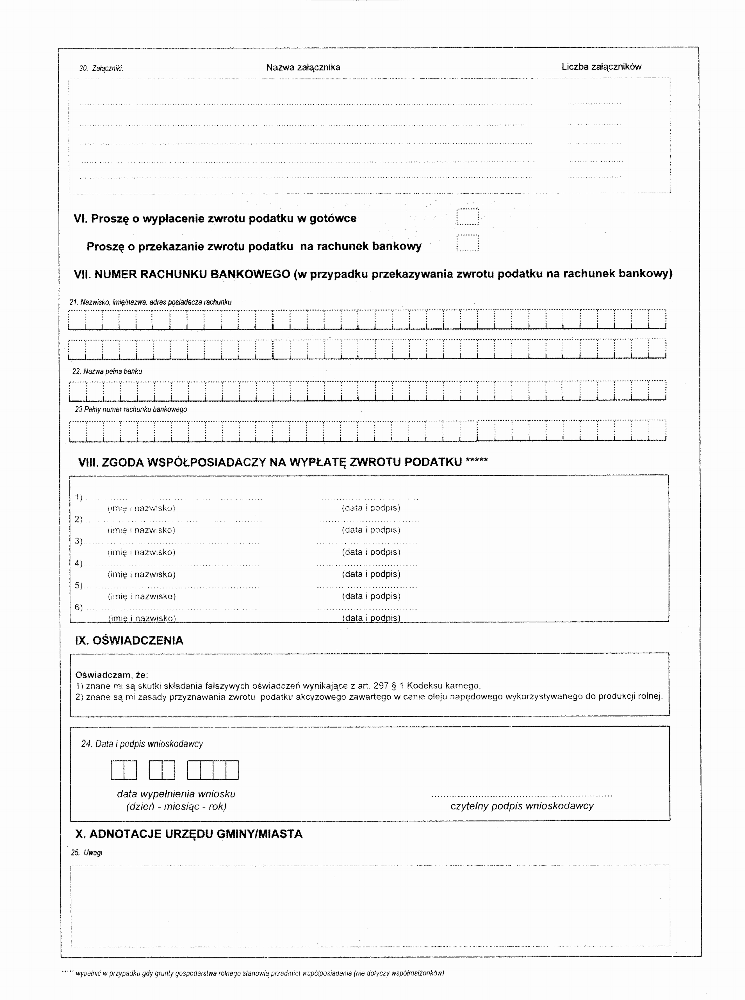 20. Załączniki: Nazwa załącznika Liczba załączników
VI. Proszę o wypłacenie zwrotu podatku w gotówce
Proszę o przekazanie zwrotu podatku na rachunek bankowy
VII. NUMER RACHUNKU BANKOWEGO (w przypadku przekazywania zwrotu podatku na rachunek bankowy)
21. Nazwisko, imię/nazwa, adres posiadacza rachunku
22. Nazwa pełna banku
23 Pełny numer rachunku bankowego
VIII. ZGODA WSPÓŁPOSIADACZY NA WYPŁATĘ ZWROTU PODATKU *****
1)
(imię i nazwisko) (data i podpis)
2)
(imię i nazwisko) (data i podpis)
3)
(imię i nazwisko) (data i podpis)
4)
(imię i nazwisko) (data i podpis)
5)
(imię i nazwisko) (data i podpis)
6)
(imię i nazwisko) (data i podpis)
IX. OŚWIADCZENIA
Oświadczam, że:
1) znane mi są skutki składania fałszywych oświadczeń wynikające z art. 297 § 1 Kodeksu karnego;
2) znane są mi zasady przyznawania zwrotu podatku akcyzowego zawartego w cenie oleju napędowego wykorzystywanego do produkcji rolnej.
24. Data i podpis wnioskodawcy
data wypełnienia wniosku
(dzień - miesiąc - rok)
czytelny podpis wnioskodawcy
X. ADNOTACJE URZĘDU GMINY/MIASTA
25. Uwagi
***** wypełnić w przypadku gdy grunty gospodarstwa rolnego stanowią przedmiot współposiadania (nie dotyczy współmałżonków)